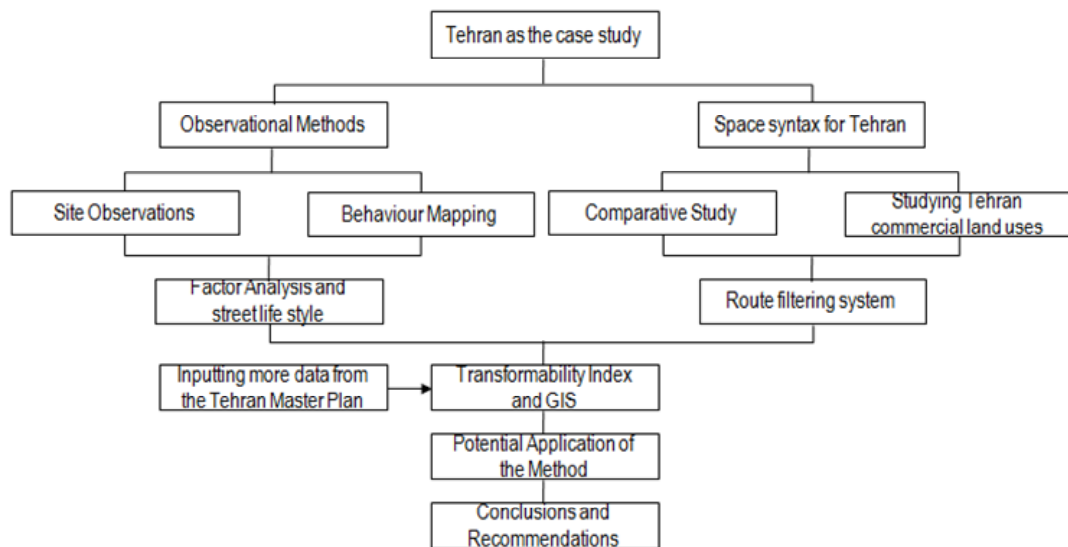 Tehran as the case study
Observational Methods
Space syntax for Tehran
Site Observations
Behaviour Mapping
Comparative Study
Studying Tehran
commercial land uses
Factor Analysis and
street life style
Route filtering system
Inputting more data from
the Tehran Master Plan
Transformability Index
and GIS
Potential Application of
the Method
Conclusions and
Recommendations